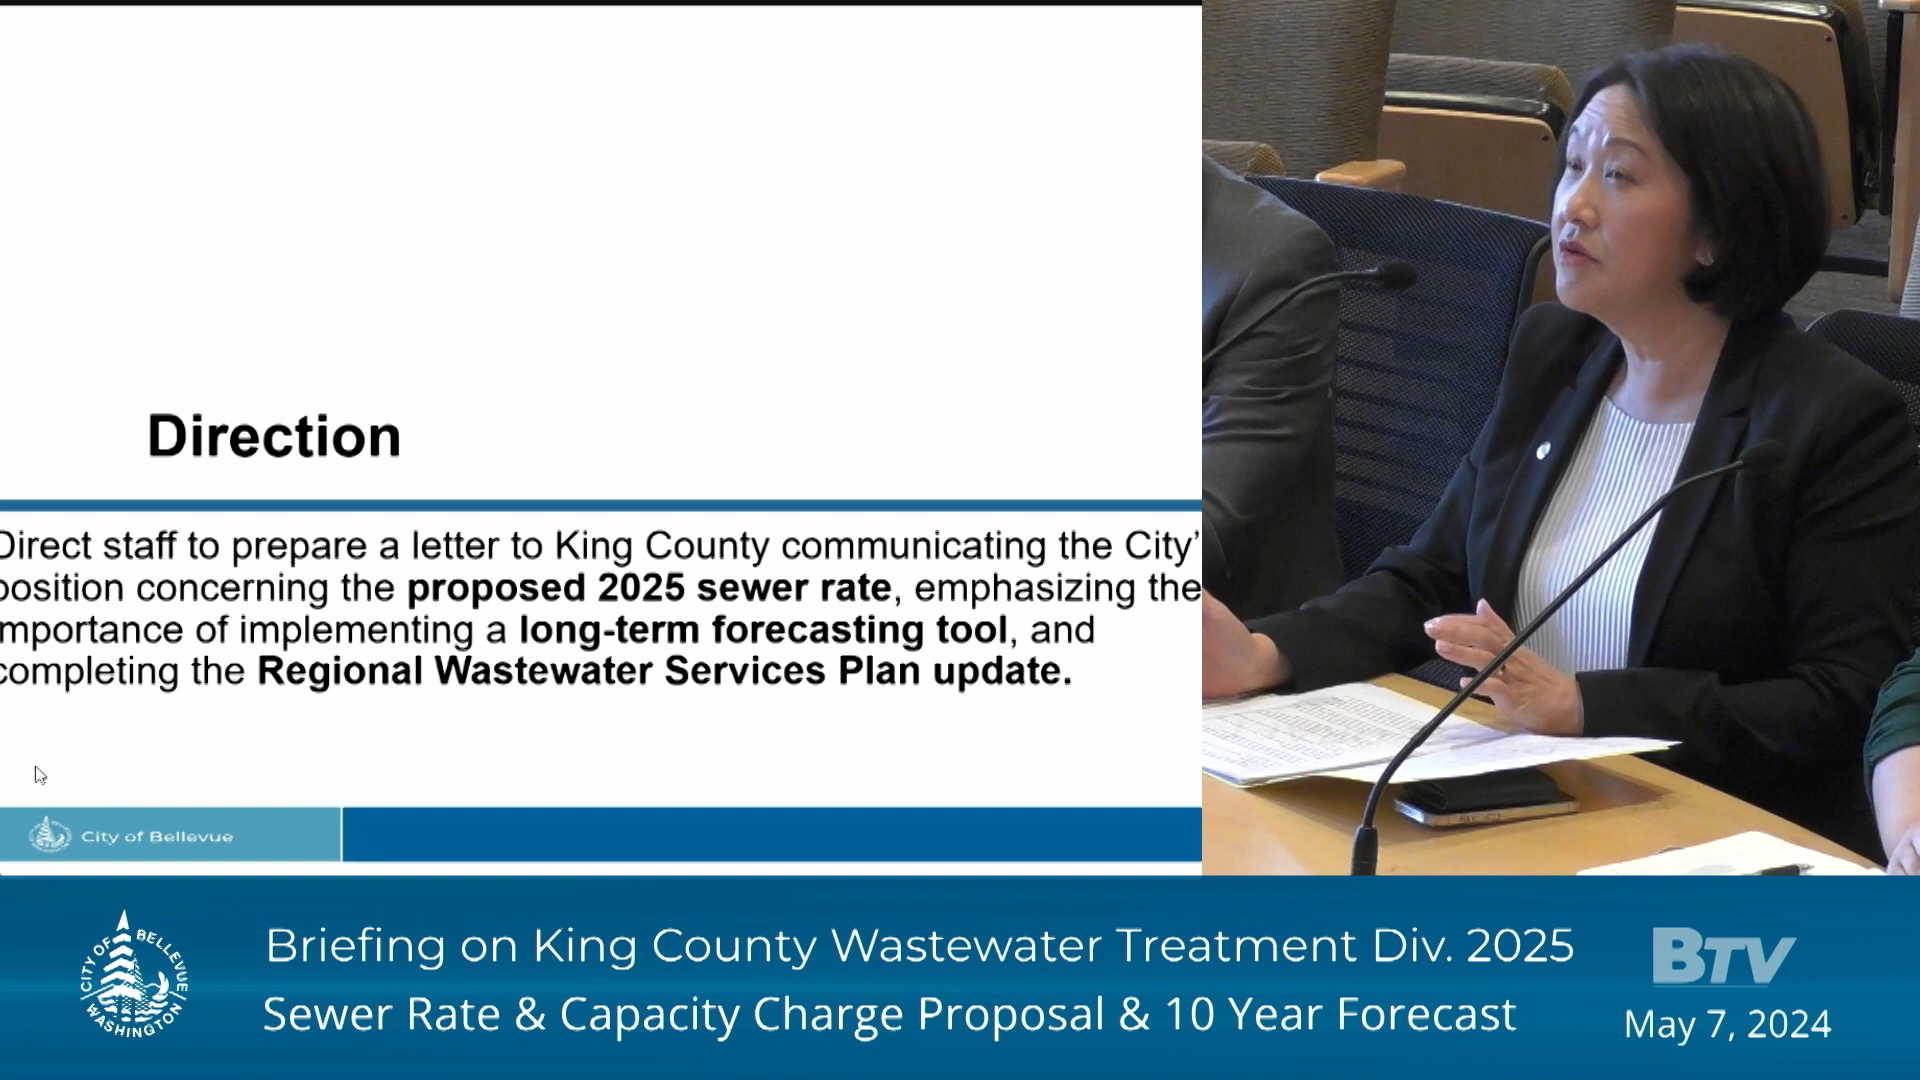 Direction
Direct staff to prepare a letter to King County communicating the City'
position concerning the proposed 2025 sewer rate, emphasizing the
importance of implementing a long-term forecasting tool, and
completing the Regional Wastewater Services Plan update.
City of Bellevue
CITY OF BELLEVUE
WASHINGTON
Briefing on King County Wastewater Treatment Div. 2025
Sewer Rate & Capacity Charge Proposal & 10 Year Forecast
BTV
May 7, 2024